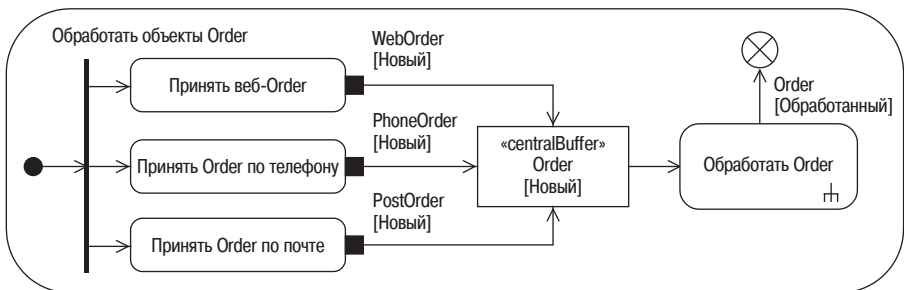 Обработать объекты Order
WebOrder
[Новый]
Принять веб-Order
PhoneOrder
[Новый]
Принять Order по телефону
PostOrder
[Новый]
Принять Order по почте
«centralBuffer»
Order
[Новый]
Order
[Обработанный]
Обработать Order